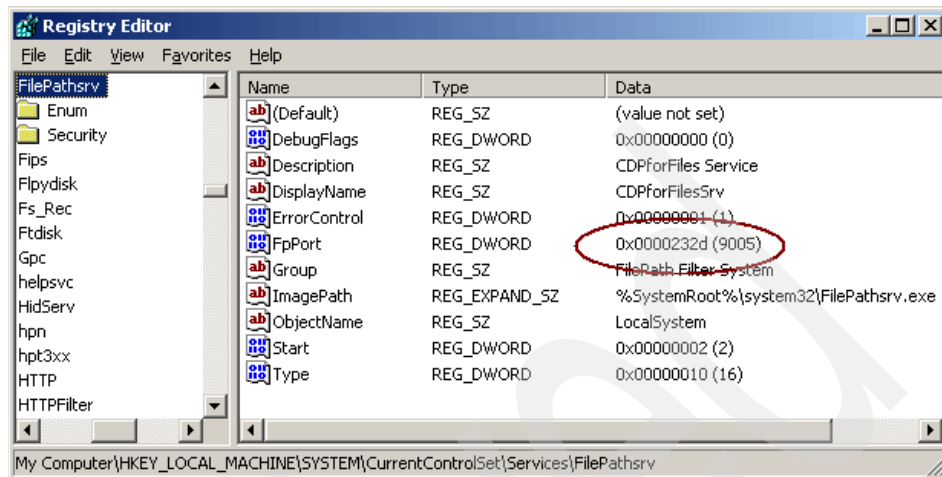 Registry Editor
File Edit View Favorites Help
FilePathsrv
Enum
Security
Fips
Flpydisk
Fs_Rec
Ftdisk
Gpc
helpsvc
HidServ
hpn
hpt3xx
HTTP
HTTPFilter
Name Type Data
(Default) REG_SZ (value not set)
DebugFlags REG_DWORD 0x00000000 (0)
Description REG_SZ CDPforFiles Service
DisplayName REG_SZ CDPforFilesSrv
ErrorControl REG_DWORD 0x00000001 (1)
FpPort REG_DWORD 0x0000232d (9005)
Group REG_SZ FilePath Filter System
ImagePath REG_EXPAND_SZ %SystemRoot%\system32\FilePathsrv.exe
ObjectName REG_SZ LocalSystem
Start REG_DWORD 0x00000002 (2)
Type REG_DWORD 0x00000010 (16)
My Computer\HKEY_LOCAL_MACHINE\SYSTEM\CurrentControlSet\Services\FilePathsrv